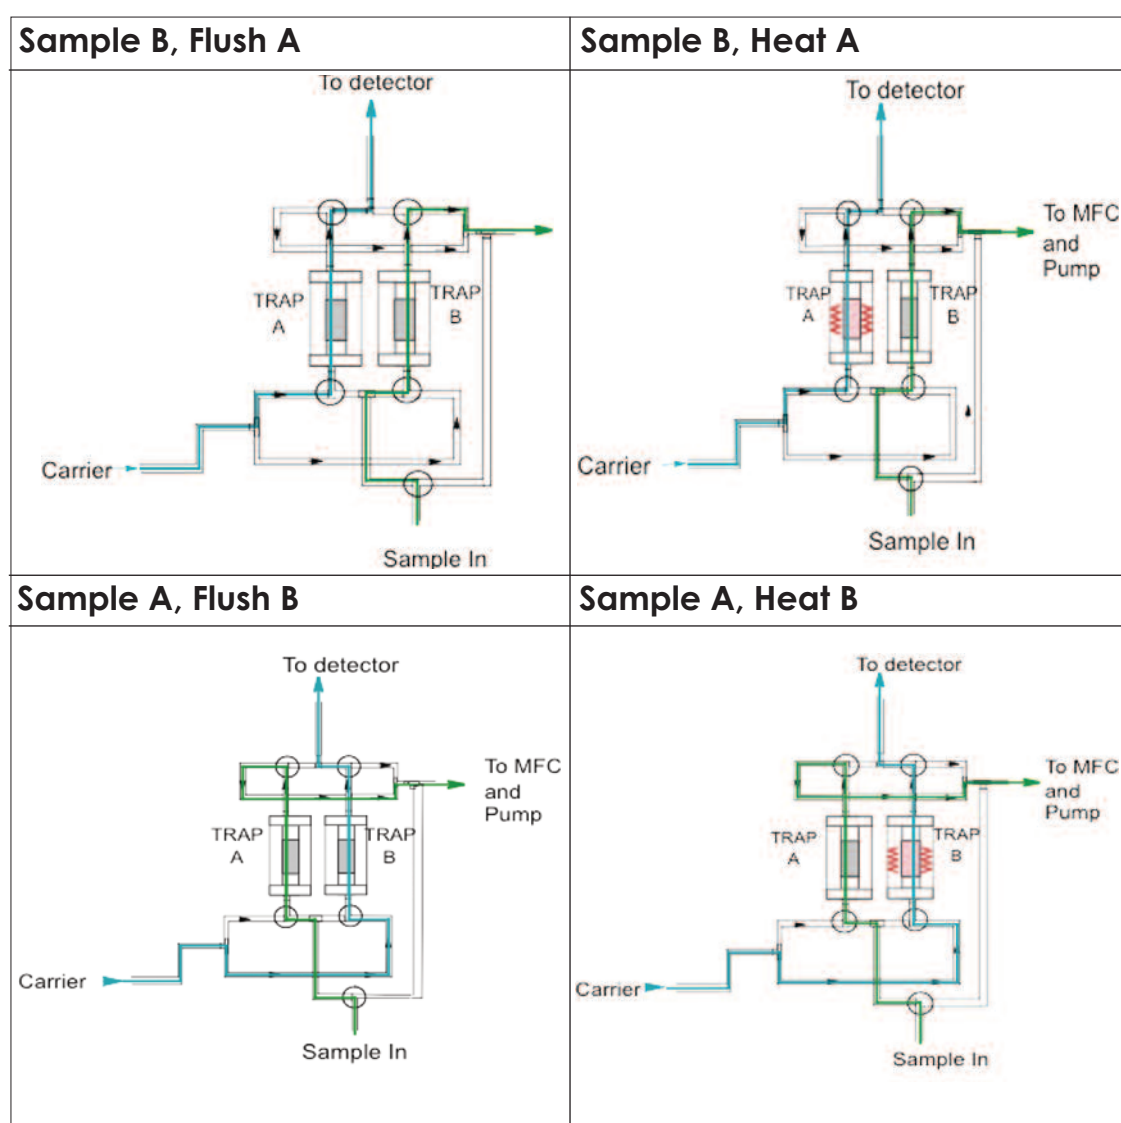 Sample B, Flush A
To detector
TRAP
A
TRAP
B
Carrier
Sample In
Sample B, Heat A
To detector
To MFC
and
Pump
TRAP
A
TRAP
B
Carrier
Sample In
Sample A, Flush B
To detector
To MFC
and
Pump
TRAP
A
TRAP
B
Carrier
Sample In
Sample A, Heat B
To detector
To MFC
and
Pump
TRAP
A
TRAP
B
Carrier
Sample In